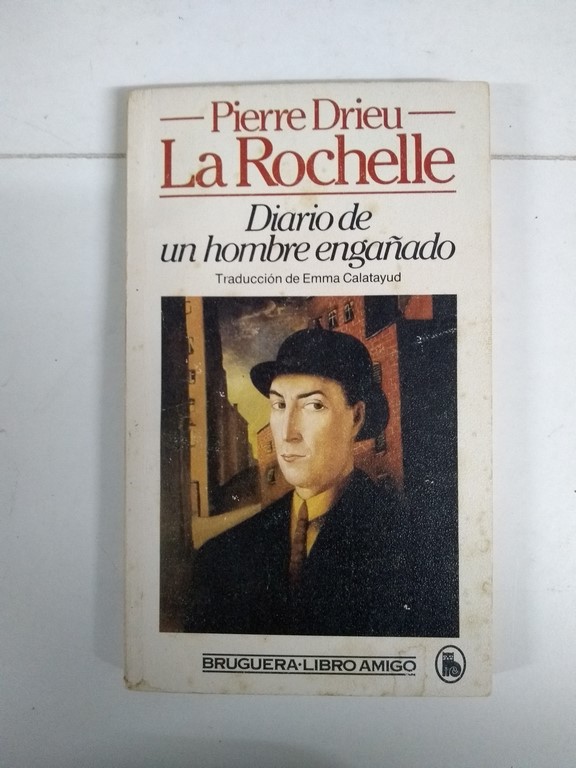 Pierre Drieu
La Rochelle
Diario de
un hombre engañado
Traducción de Emma Calatayud
BRUGUERA·LIBRO AMIGO